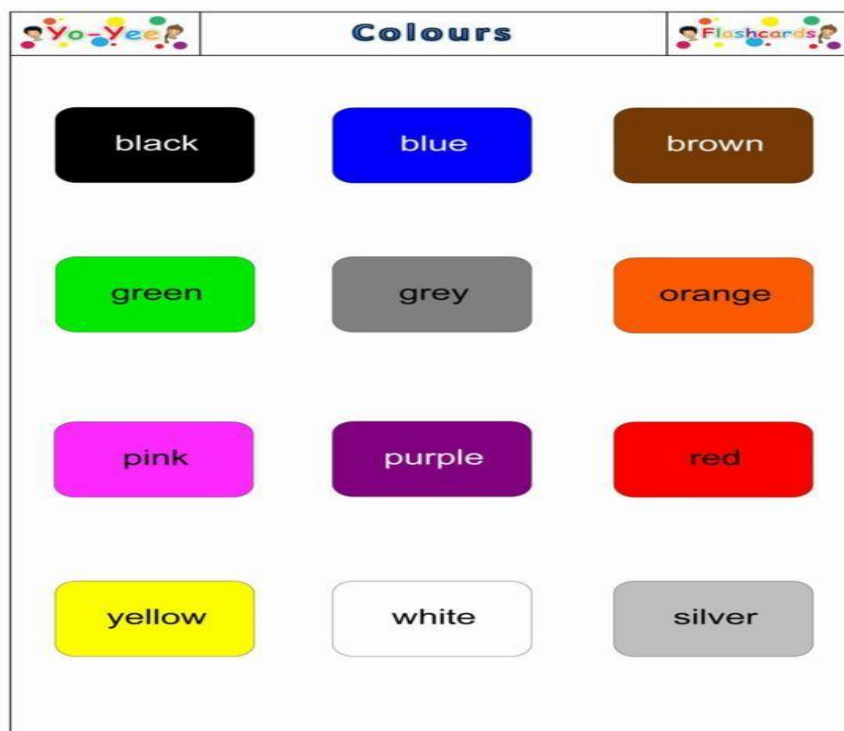 Yo-Yee
Colours
Flashcards
black
blue
brown
green
grey
orange
pink
purple
red
yellow
white
silver